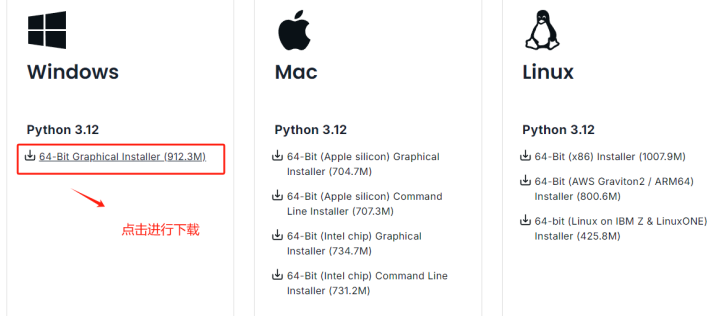 Windows
Python 3.12
64-Bit Graphical Installer (912.3M)
点击进行下载
Mac
Python 3.12
64-Bit (Apple silicon) Graphical
Installer (704.7M)
64-Bit (Apple silicon) Command
Line Installer (707.3M)
64-Bit (Intel chip) Graphical
Installer (734.7M)
64-Bit (Intel chip) Command Line
Installer (731.2M)
Linux
Python 3.12
64-Bit (x86) Installer (1007.9M)
64-Bit (AWS Graviton2 / ARM64)
Installer (800.6M)
64-bit (Linux on IBM Z & LinuxONE)
Installer (425.8M)